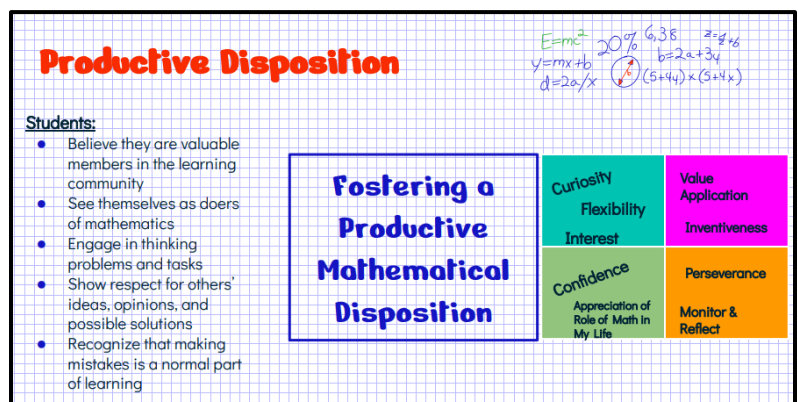 Productive Disposition
E=mc²
20%
6,38
y=mx+b
b=2a+3y
d=2a/x
(5+4y)x(5+4x)
Students:
● Believe they are valuable
members in the learning
community
● See themselves as doers
of mathematics
● Engage in thinking
problems and tasks
● Show respect for others'
ideas, opinions, and
possible solutions
● Recognize that making
mistakes is a normal part
of learning
Fostering a
Productive
Mathematical
Disposition
Curiosity
Flexibility
Interest
Value
Application
Inventiveness
Confidence
Appreciation of
Role of Math in
My Life
Perseverance
Monitor &
Reflect